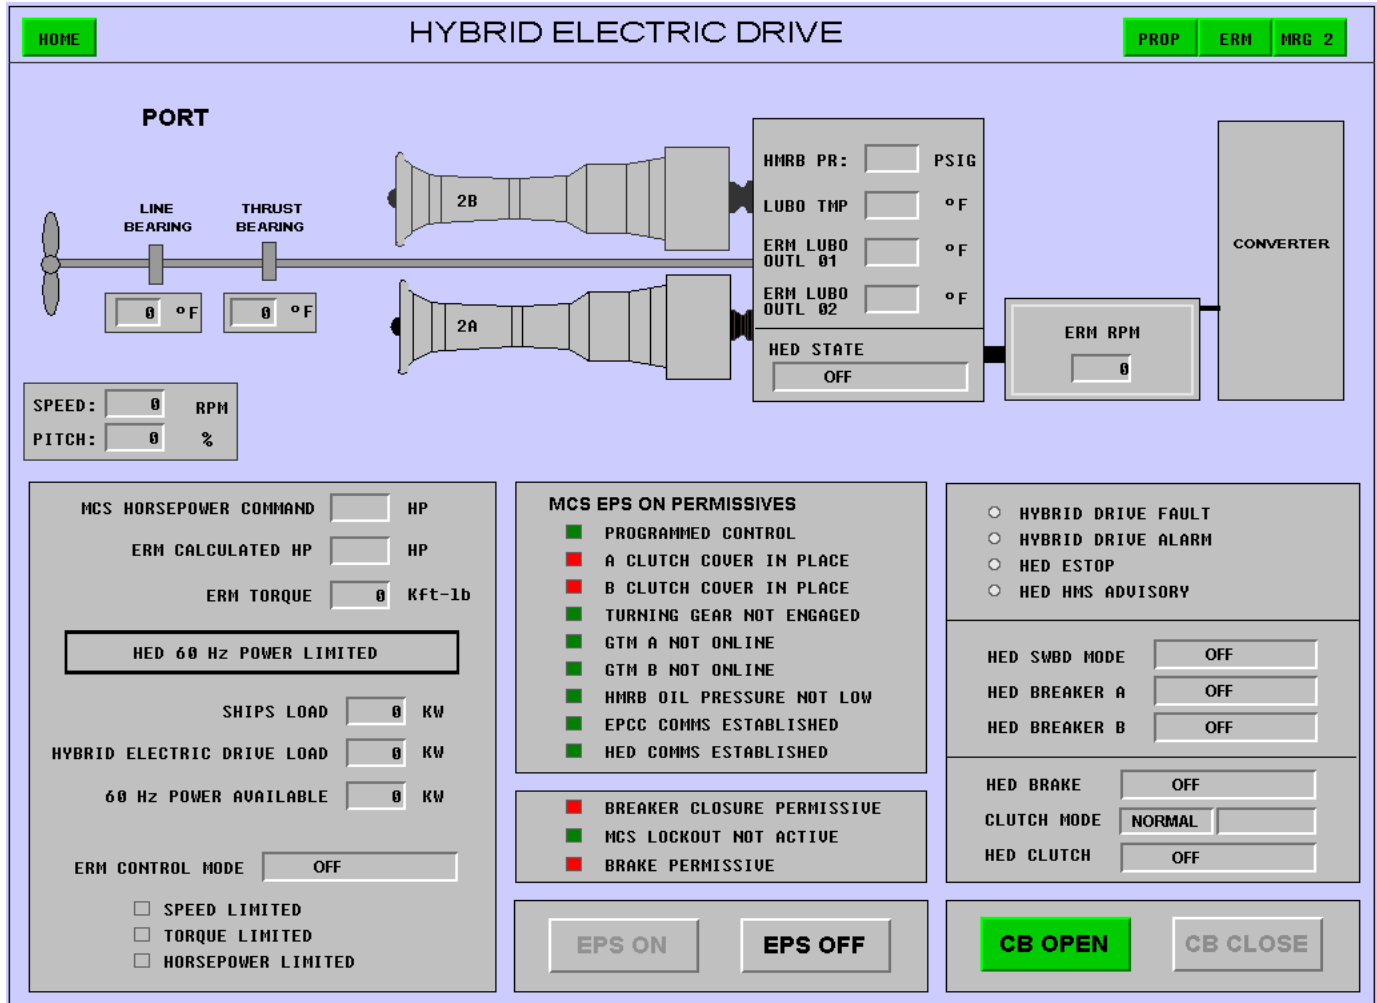 HOME
HYBRID ELECTRIC DRIVE
PROP ERM MRG 2
PORT
LINE BEARING
THRUST BEARING
0 °F
0 °F
SPEED: 0 RPM
PITCH: 0 %
2B
2A
HMRB PR: PSIG
LUBO TMP °F
ERM LUBO
OUTL 01 °F
ERM LUBO
OUTL 02 °F
HED STATE
OFF
ERM RPM
0
CONVERTER
MCS HORSEPOWER COMMAND HP
ERM CALCULATED HP HP
ERM TORQUE 0 Kft-lb
HED 60 Hz POWER LIMITED
SHIPS LOAD 0 KW
HYBRID ELECTRIC DRIVE LOAD 0 KW
60 Hz POWER AVAILABLE 0 KW
ERM CONTROL MODE OFF
SPEED LIMITED
TORQUE LIMITED
HORSEPOWER LIMITED
MCS EPS ON PERMISSIVES
PROGRAMMED CONTROL
A CLUTCH COVER IN PLACE
B CLUTCH COVER IN PLACE
TURNING GEAR NOT ENGAGED
GTM A NOT ONLINE
GTM B NOT ONLINE
HMRB OIL PRESSURE NOT LOW
EPCC COMMS ESTABLISHED
HED COMMS ESTABLISHED
BREAKER CLOSURE PERMISSIVE
MCS LOCKOUT NOT ACTIVE
BRAKE PERMISSIVE
EPS ON EPS OFF
HYBRID DRIVE FAULT
HYBRID DRIVE ALARM
HED ESTOP
HED HMS ADVISORY
HED SWBD MODE OFF
HED BREAKER A OFF
HED BREAKER B OFF
HED BRAKE OFF
CLUTCH MODE NORMAL
HED CLUTCH OFF
CB OPEN CB CLOSE